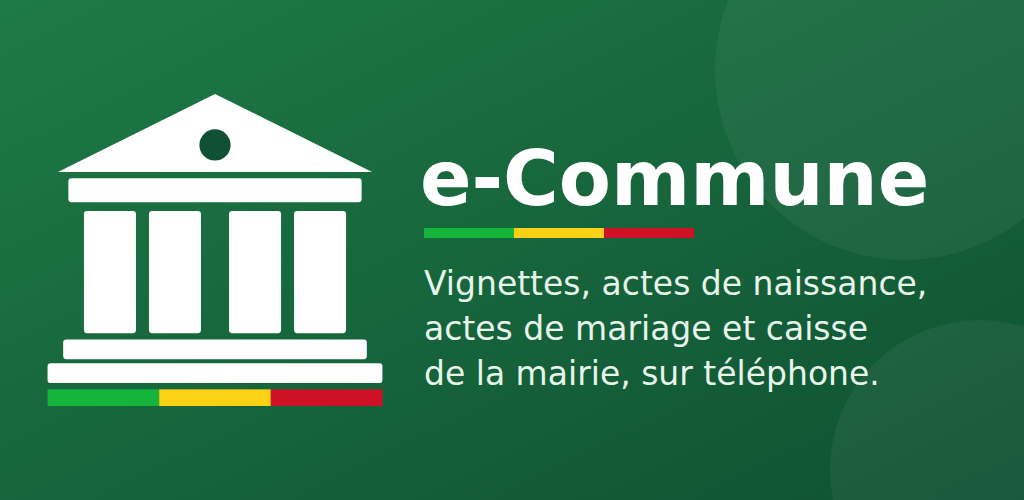 e-Commune
Vignettes, actes de naissance,
actes de mariage et caisse
de la mairie, sur téléphone.